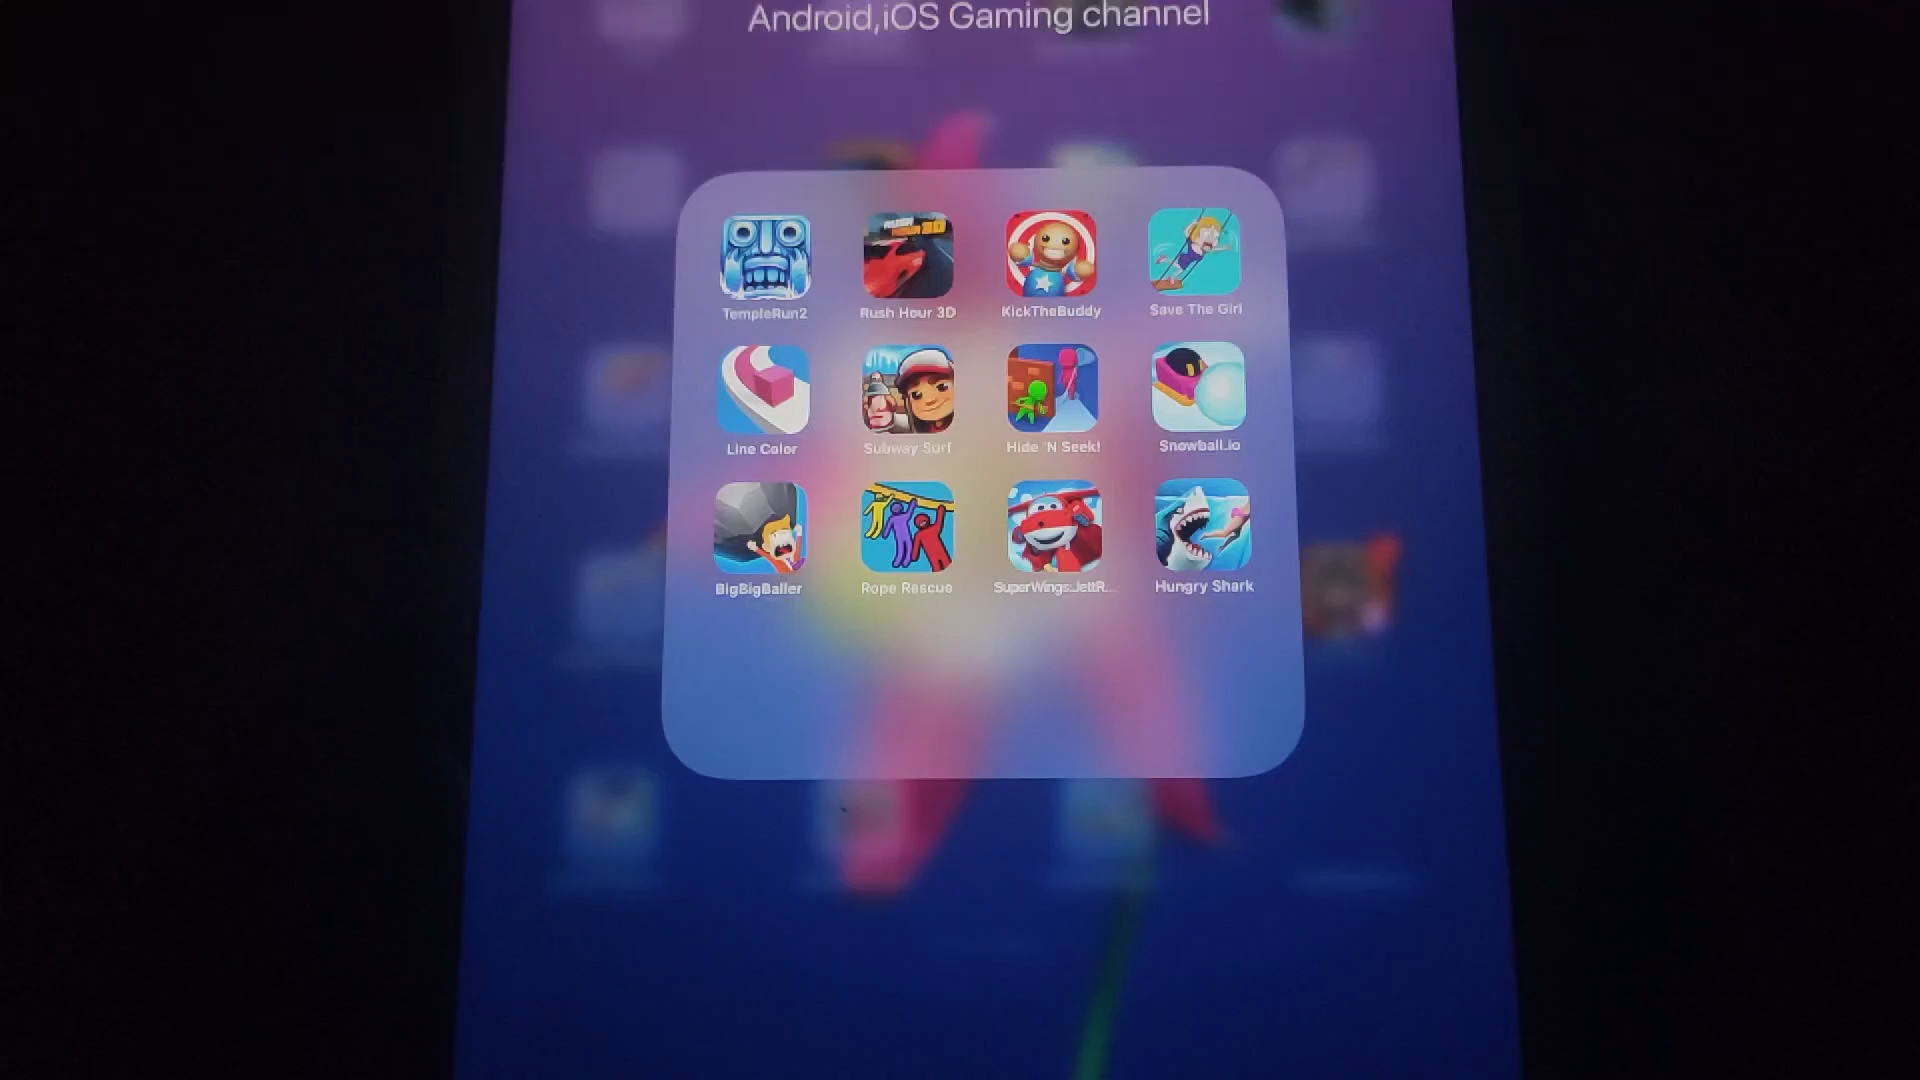 Android,iOS Gaming channel
TempleRun2
Rush Hour 3D
KickTheBuddy
Save The Girl
Line Color
Subway Surf
Hide 'N Seek!
Snowball.io
BigBigBaller
Rope Rescue
SuperWings:JettR...
Hungry Shark